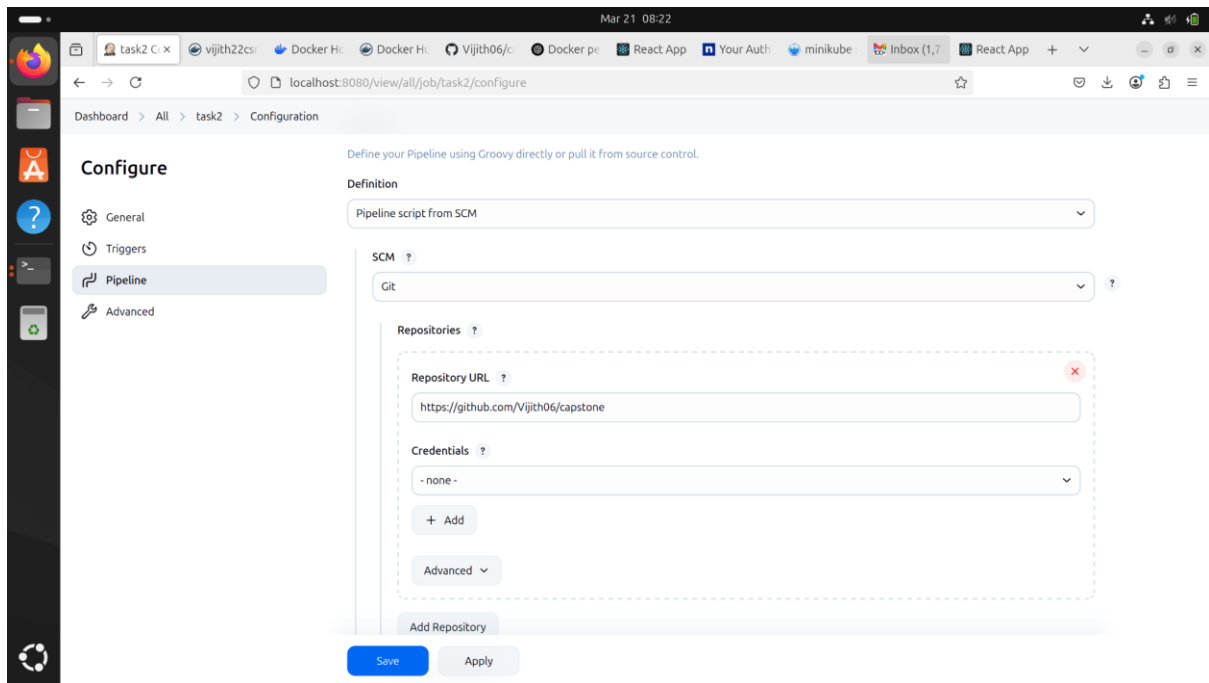 Mar 21 08:22
task2 C
vijith22csr
Docker H
Docker Hu
Vijith06/c
Docker pe
React App
Your Auth
minikube
Inbox (1,7
React App
localhost:8080/view/all/job/task2/configure
Dashboard > All > task2 > Configuration
Configure
General
Triggers
Pipeline
Advanced
Define your Pipeline using Groovy directly or pull it from source control.
Definition
Pipeline script from SCM
SCM ?
Git
?
Repositories ?
Repository URL ?
https://github.com/Vijith06/capstone
Credentials ?
- none -
+ Add
Advanced
Add Repository
Save
Apply